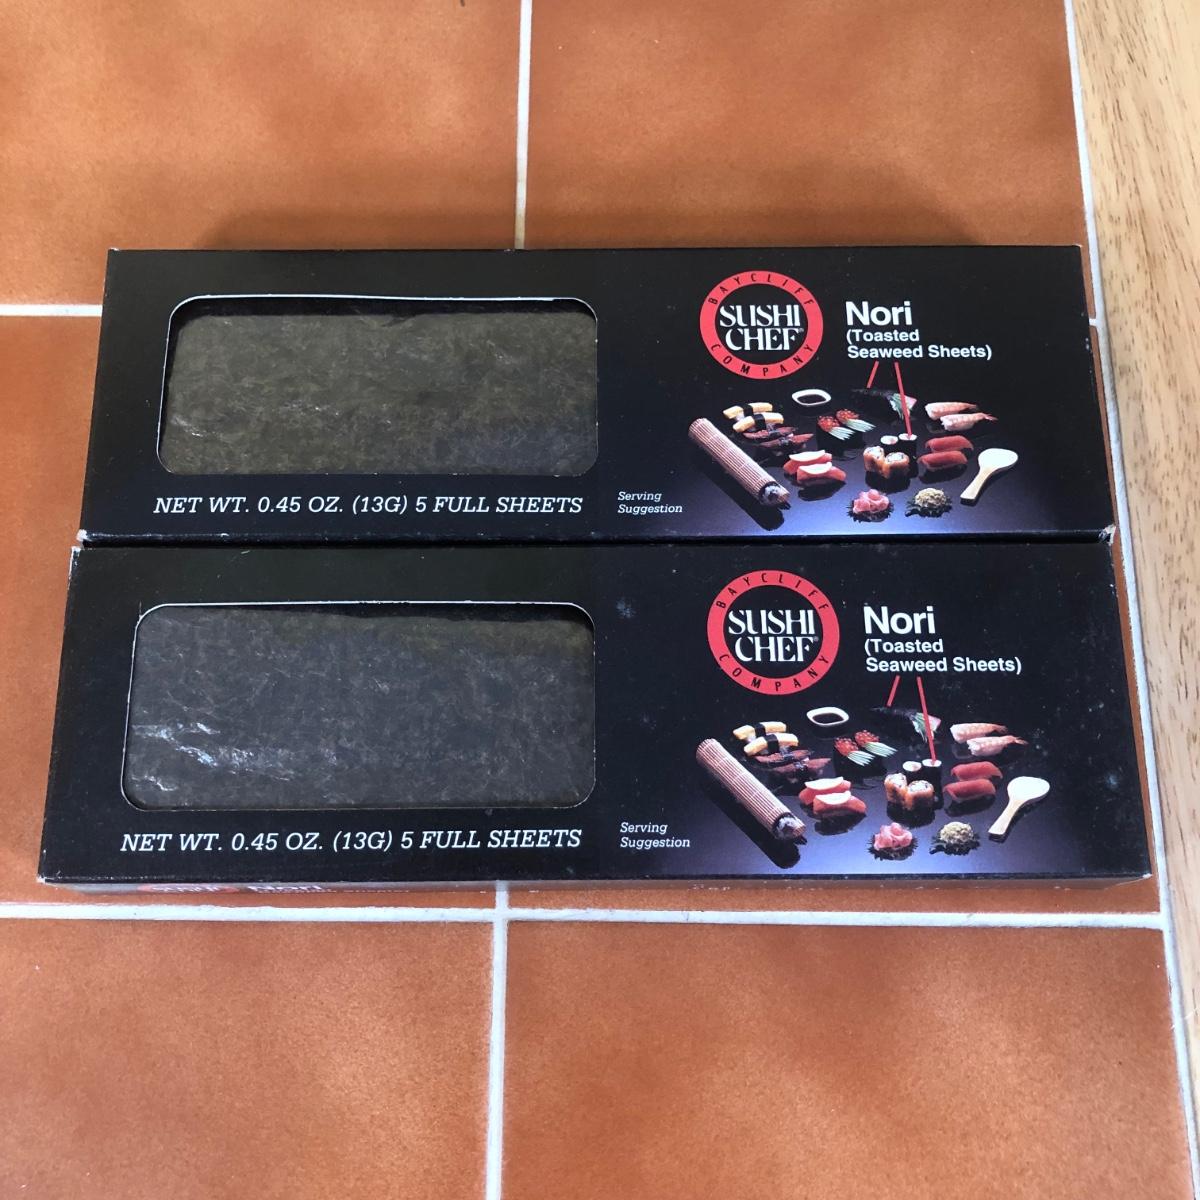 BAYCLIFF
SUSHI
CHEF®
COMPANY
Nori
(Toasted
Seaweed Sheets)
Serving
Suggestion
NET WT. 0.45 OZ. (13G) 5 FULL SHEETS
BAYCLIFF
SUSHI
CHEF®
COMPANY
Nori
(Toasted
Seaweed Sheets)
Serving
Suggestion
NET WT. 0.45 OZ. (13G) 5 FULL SHEETS
Nori